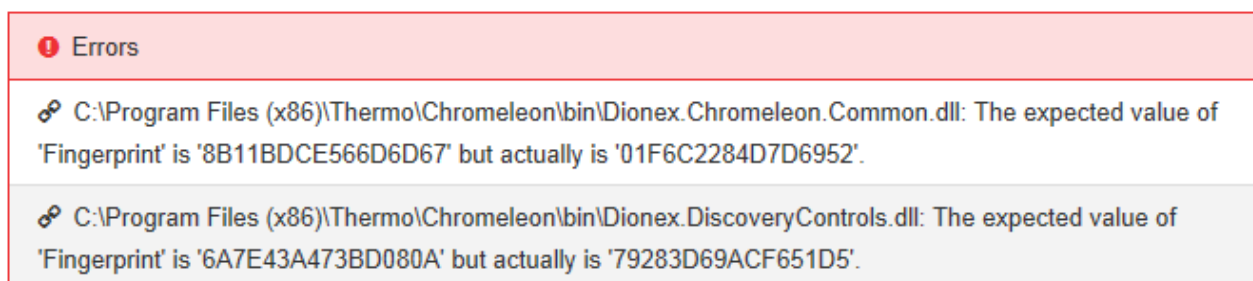 Errors
C:\Program Files (x86)\Thermo\Chromeleon\bin\Dionex.Chromeleon.Common.dll: The expected value of
'Fingerprint' is '8B11BDCE566D6D67' but actually is '01F6C2284D7D6952'.
C:\Program Files (x86)\Thermo\Chromeleon\bin\Dionex.DiscoveryControls.dll: The expected value of
'Fingerprint' is '6A7E43A473BD080A' but actually is '79283D69ACF651D5'.